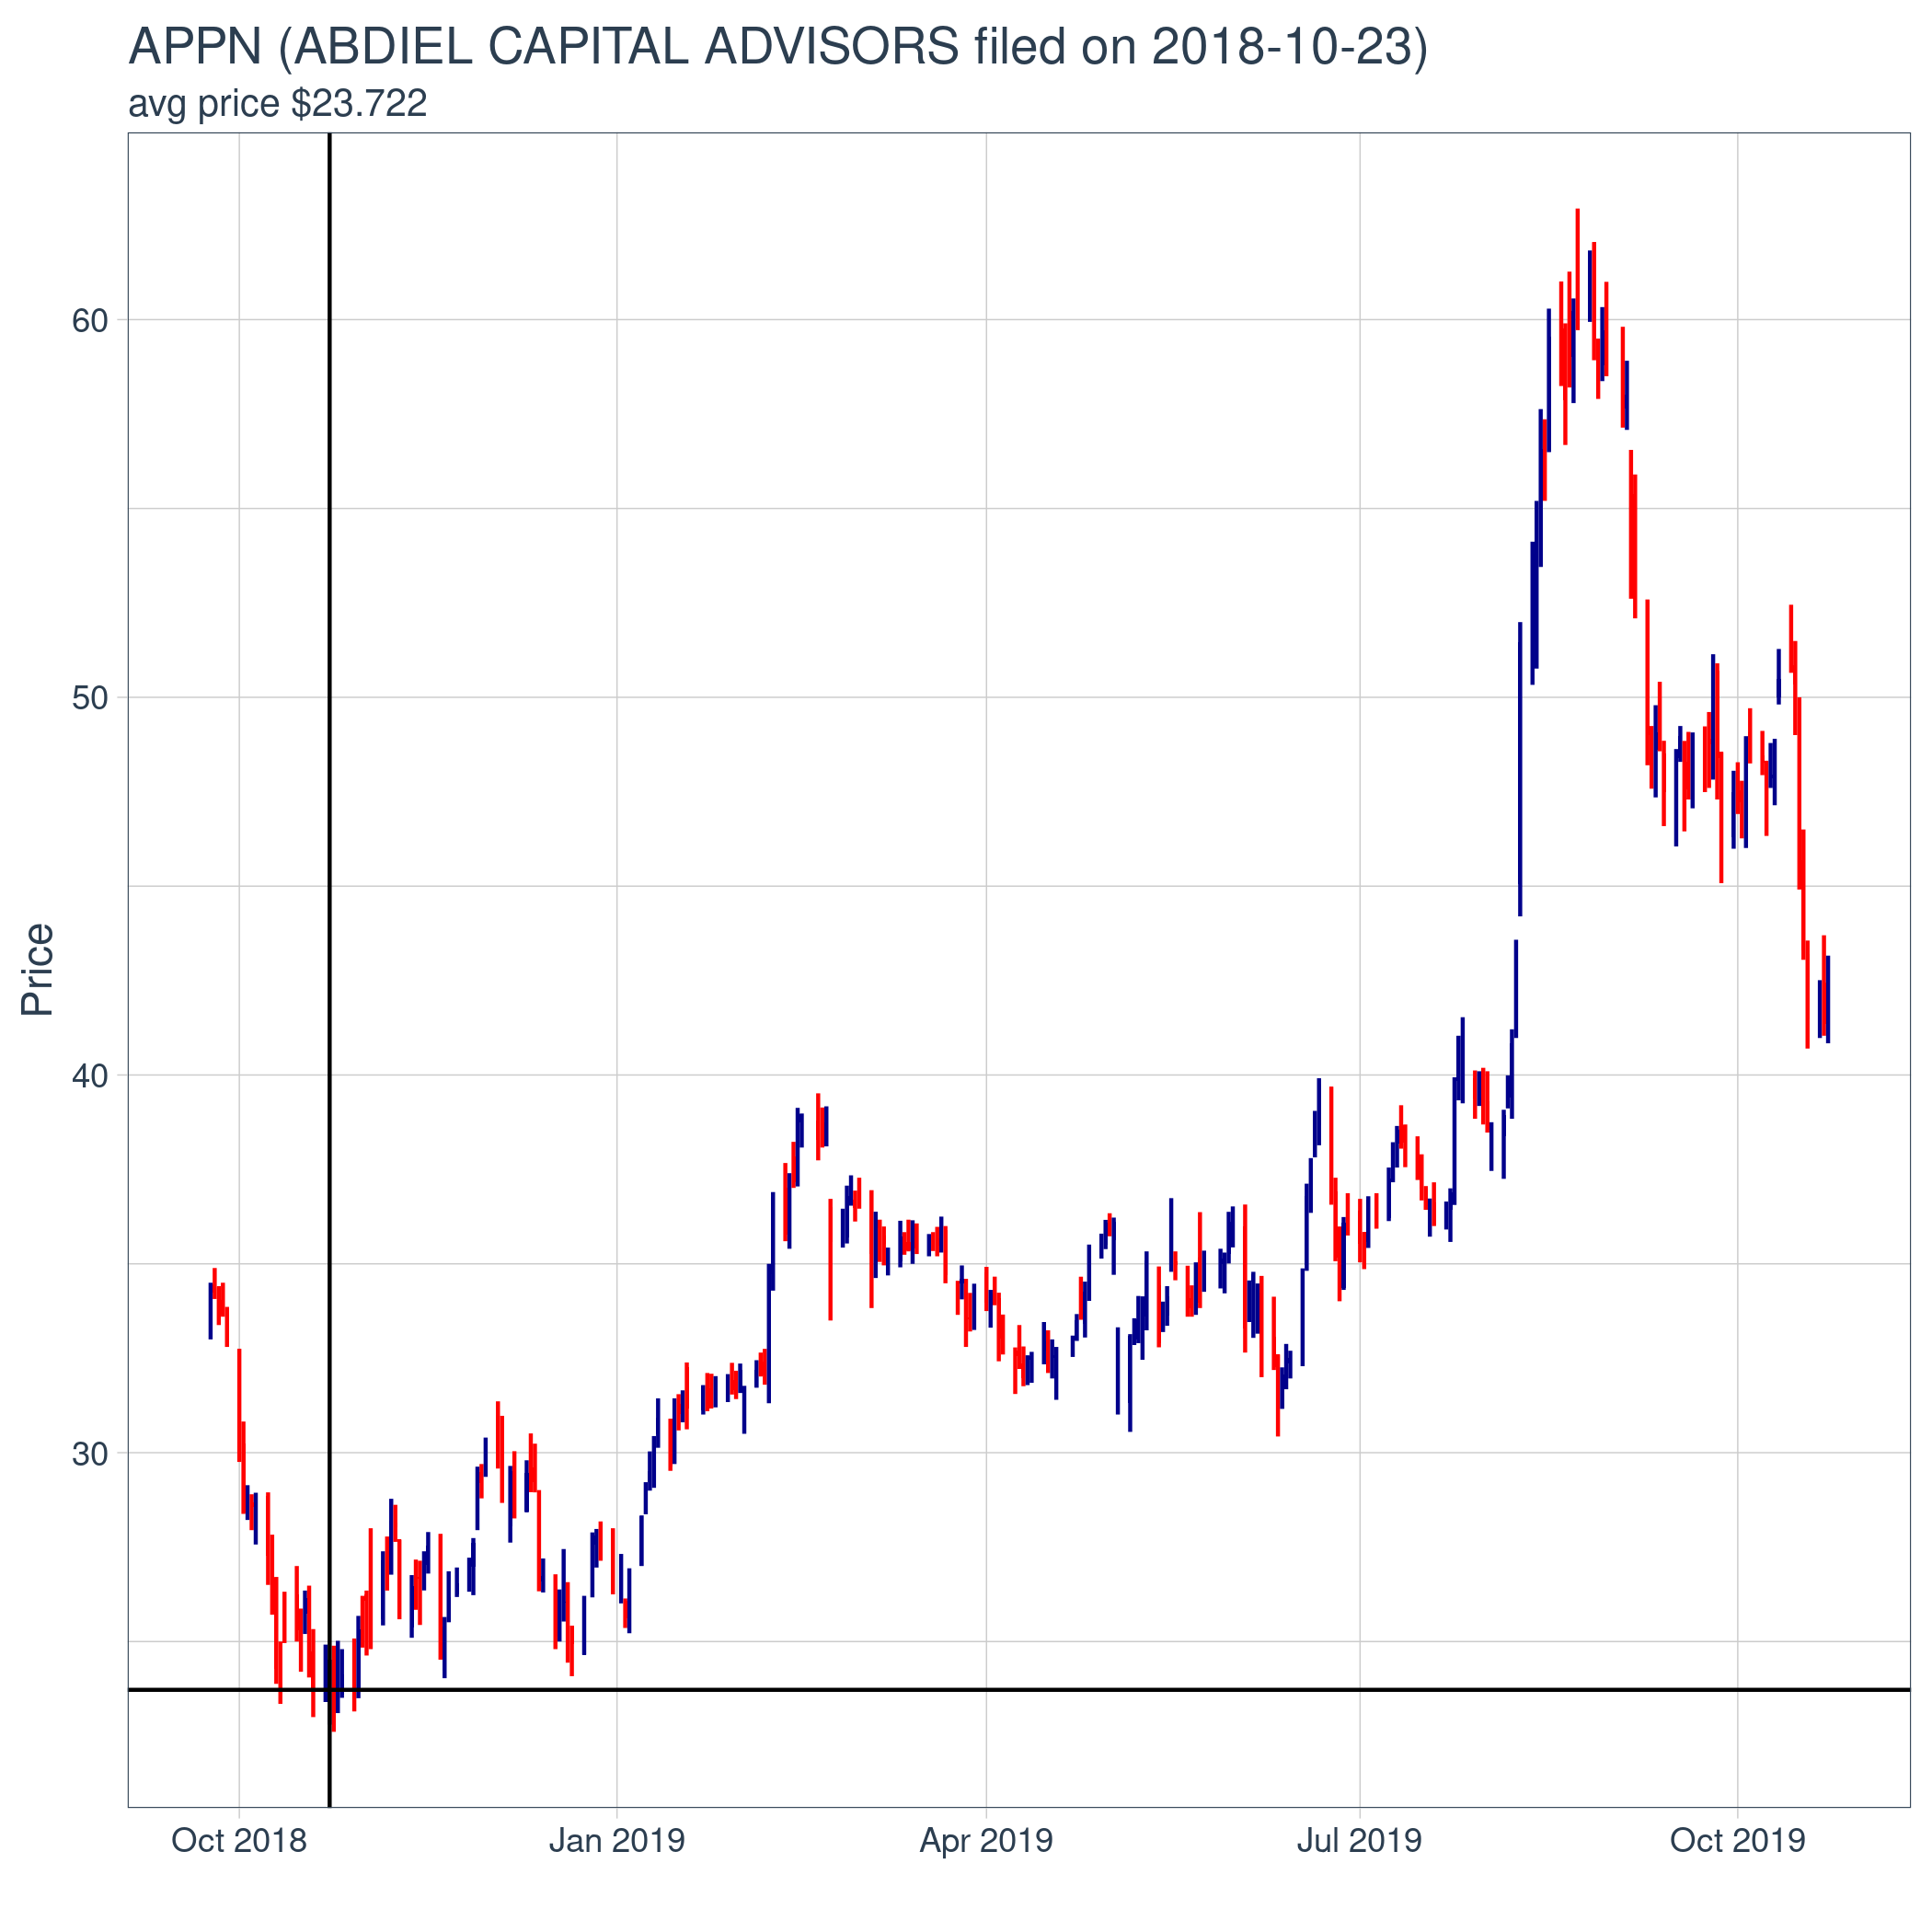 APPN (ABDIEL CAPITAL ADVISORS filed on 2018-10-23)
avg price $23.722
60
50
40
30
Price
Oct 2018 Jan 2019 Apr 2019 Jul 2019 Oct 2019